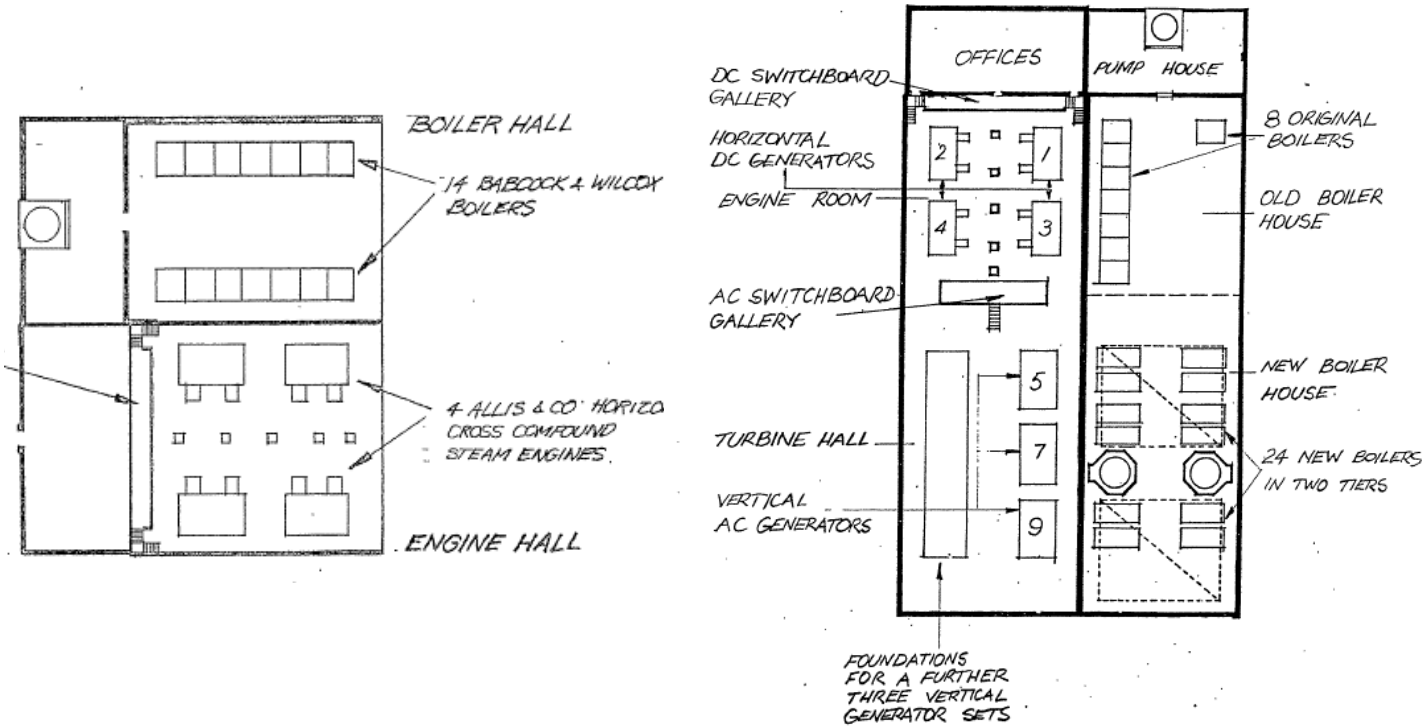 BOILER HALL
14 BABCOCK & WILCOX
BOILERS
4 ALLIS & CO HORIZO
CROSS COMPOUND
STEAM ENGINES.
ENGINE HALL
OFFICES
PUMP HOUSE
DC SWITCHBOARD
GALLERY
HORIZONTAL
DC GENERATORS
ENGINE ROOM
2
1
4
3
8 ORIGINAL
BOILERS
OLD BOILER
HOUSE
AC SWITCHBOARD
GALLERY
NEW BOILER
HOUSE
5
7
9
TURBINE HALL
24 NEW BOILERS
IN TWO TIERS
VERTICAL
AC GENERATORS
FOUNDATIONS
FOR A FURTHER
THREE VERTICAL
GENERATOR SETS